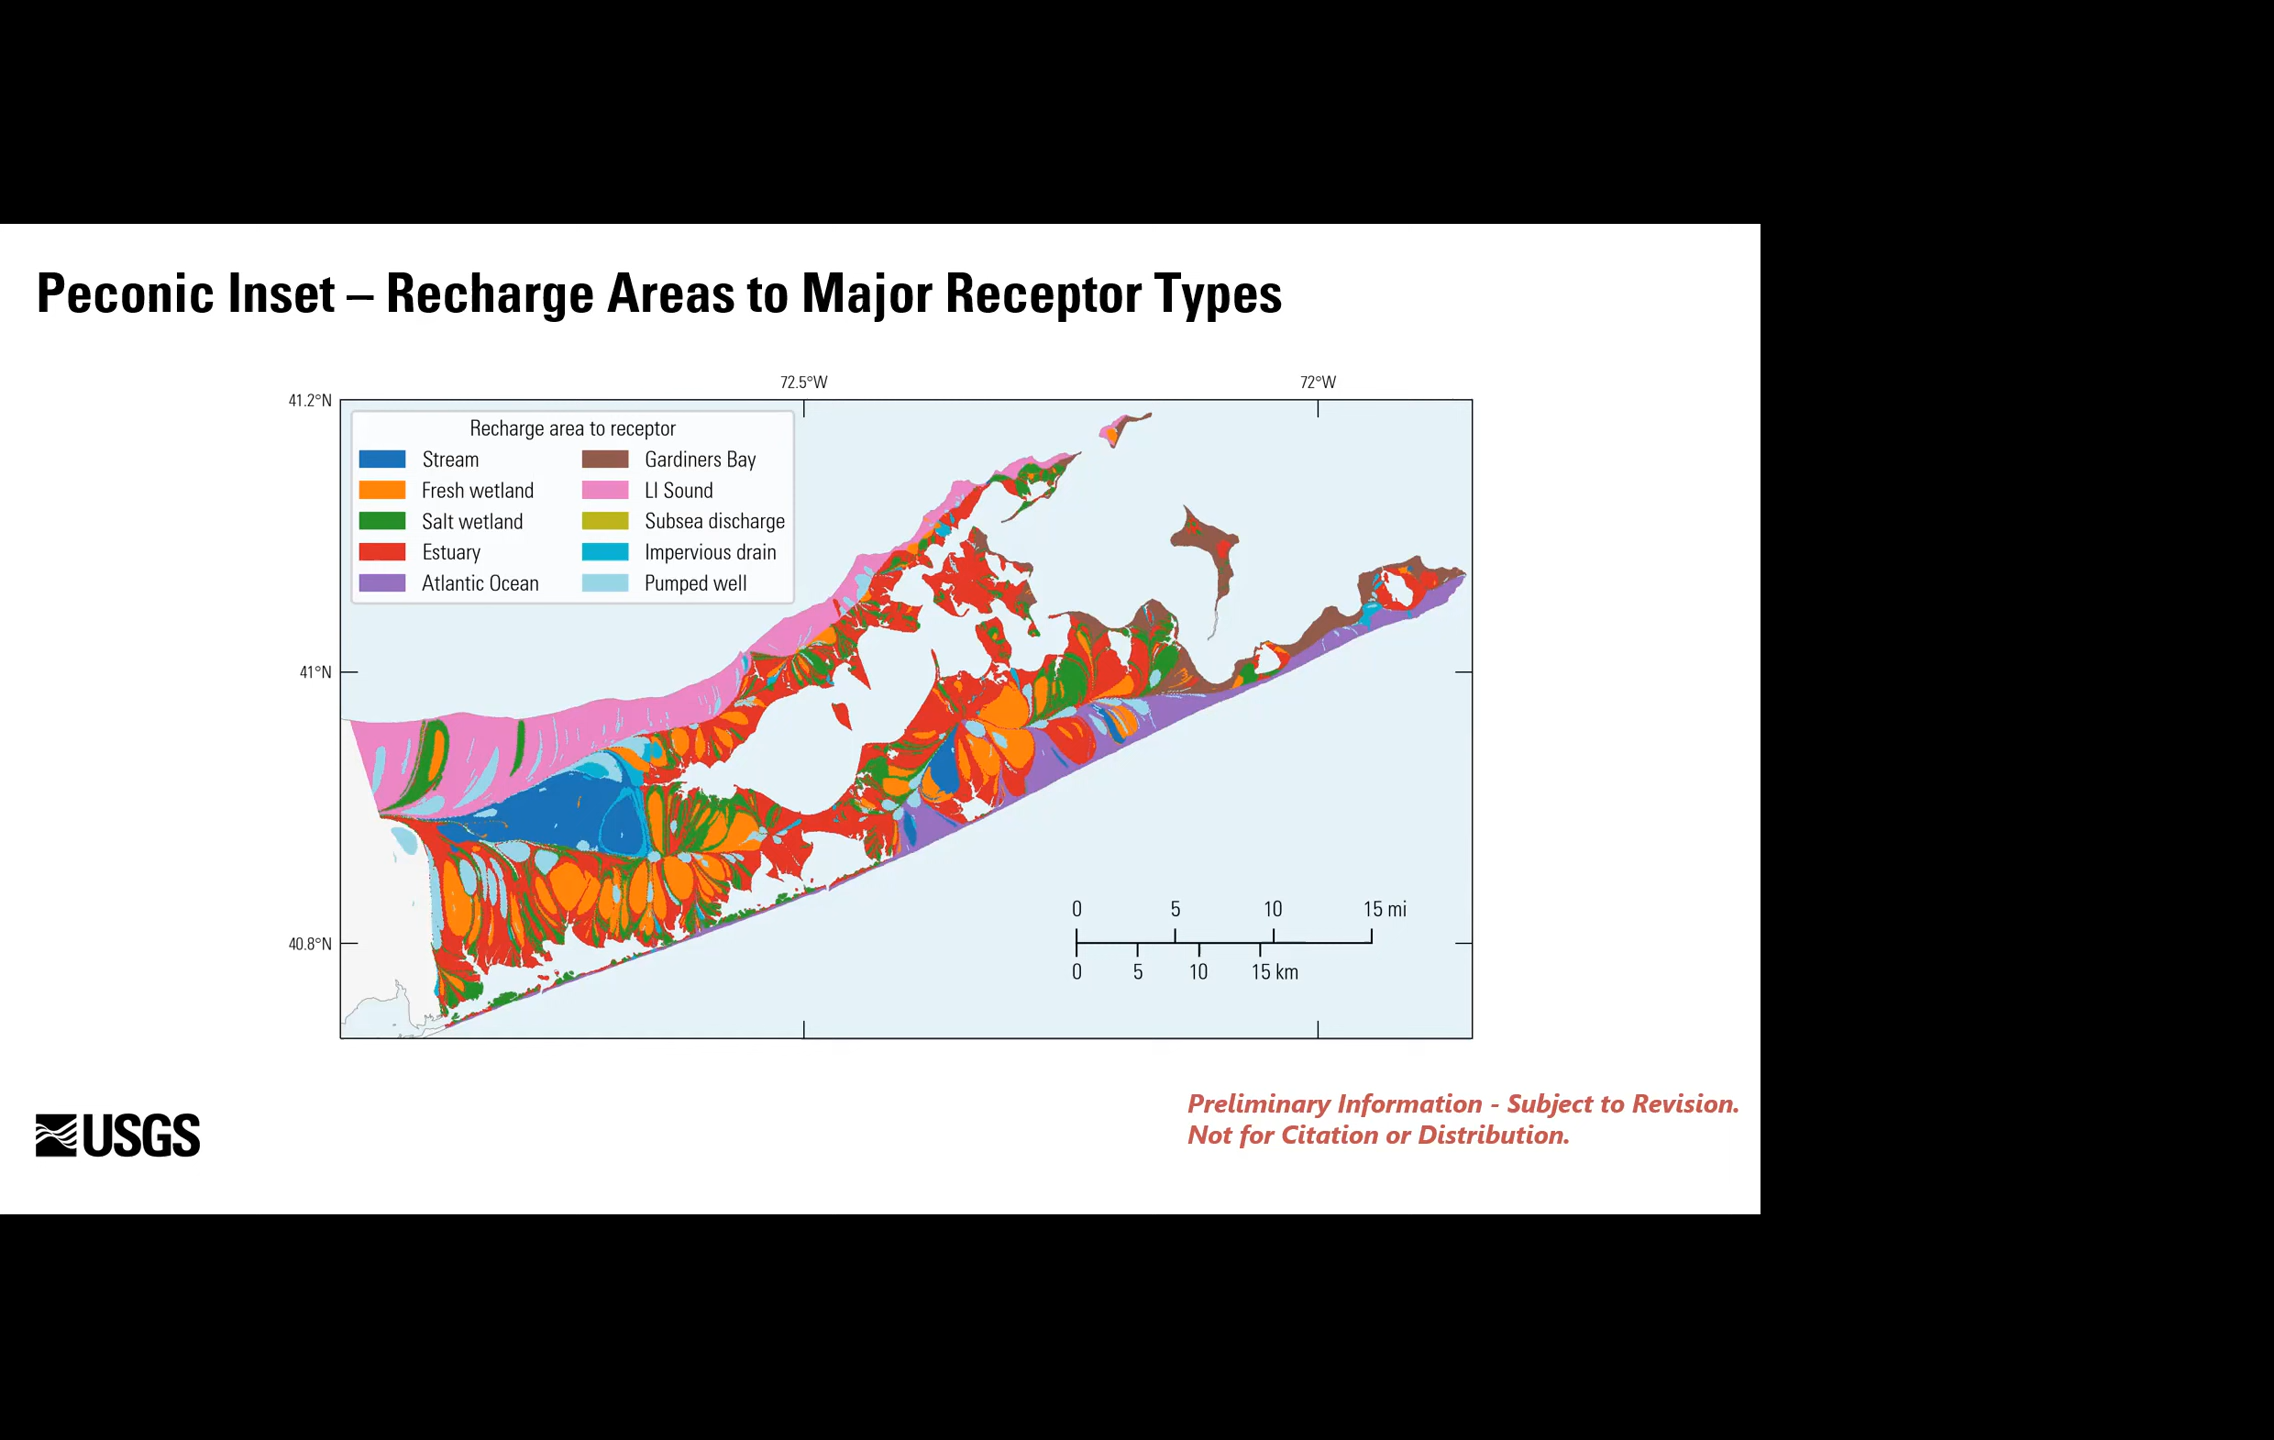 Peconic Inset – Recharge Areas to Major Receptor Types
72.5°W 72°W
41.2°N
41°N
40.8°N
Recharge area to receptor
Stream
Fresh wetland
Salt wetland
Estuary
Atlantic Ocean
Gardiners Bay
LI Sound
Subsea discharge
Impervious drain
Pumped well
0 5 10 15 mi
0 5 10 15 km
Preliminary Information - Subject to Revision.
Not for Citation or Distribution.
USGS